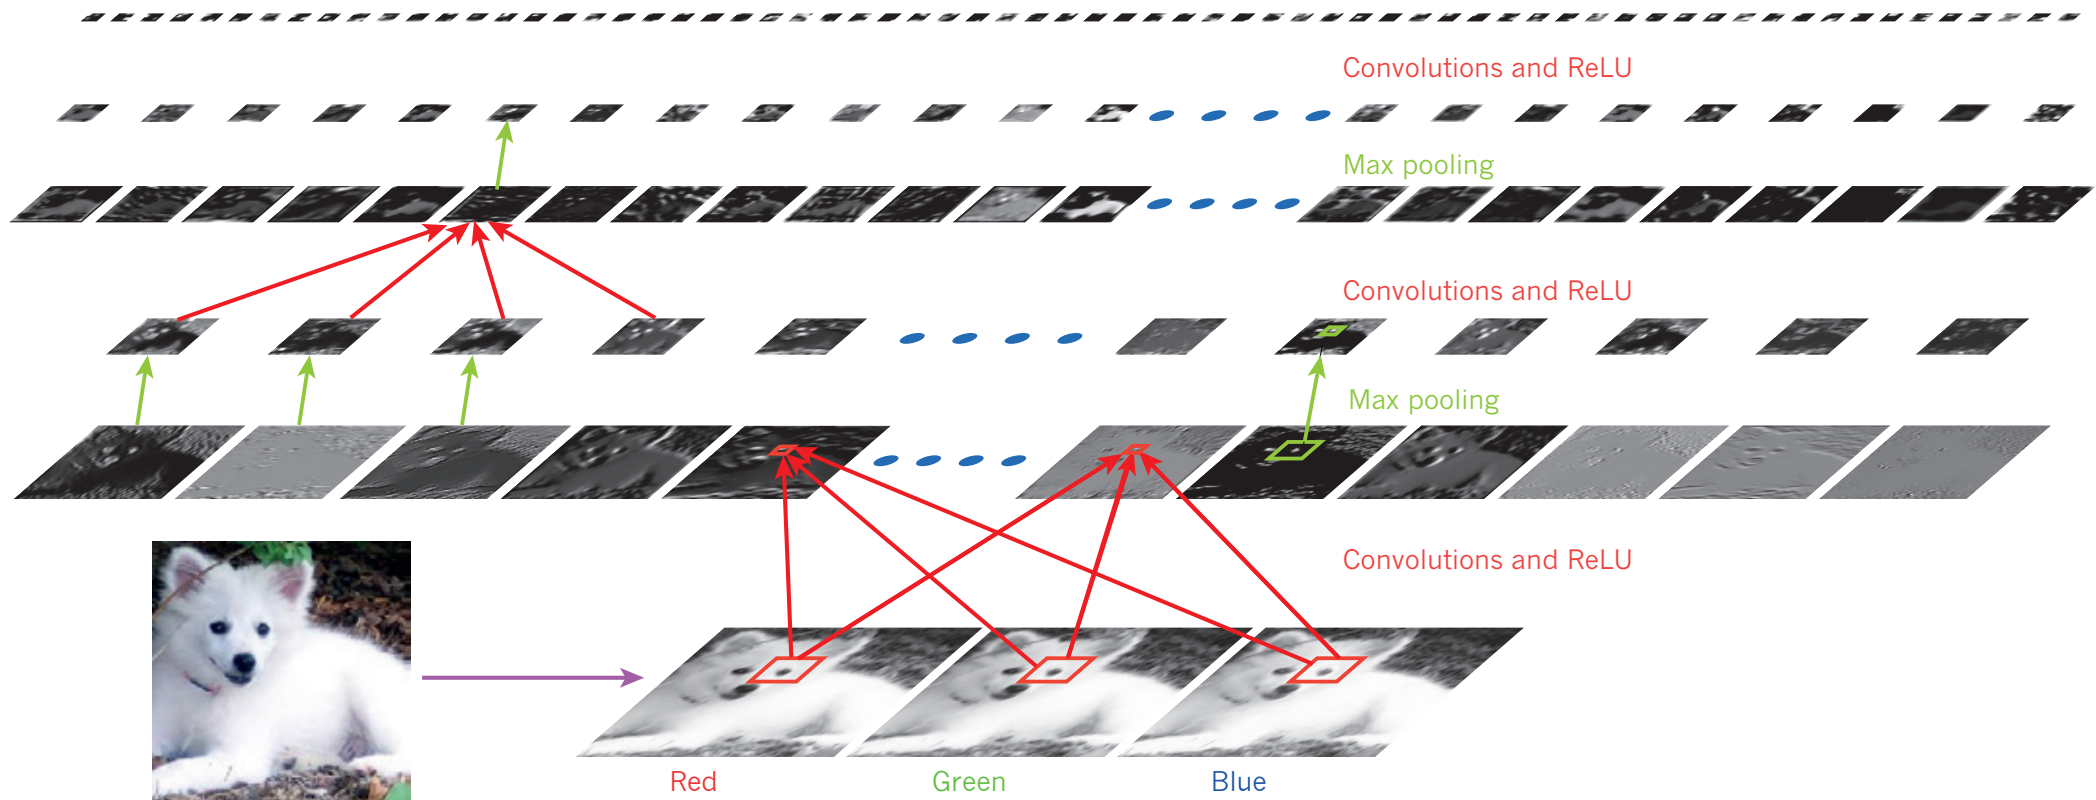 Convolutions and ReLU
Max pooling
Convolutions and ReLU
Max pooling
Convolutions and ReLU
Red
Green
Blue